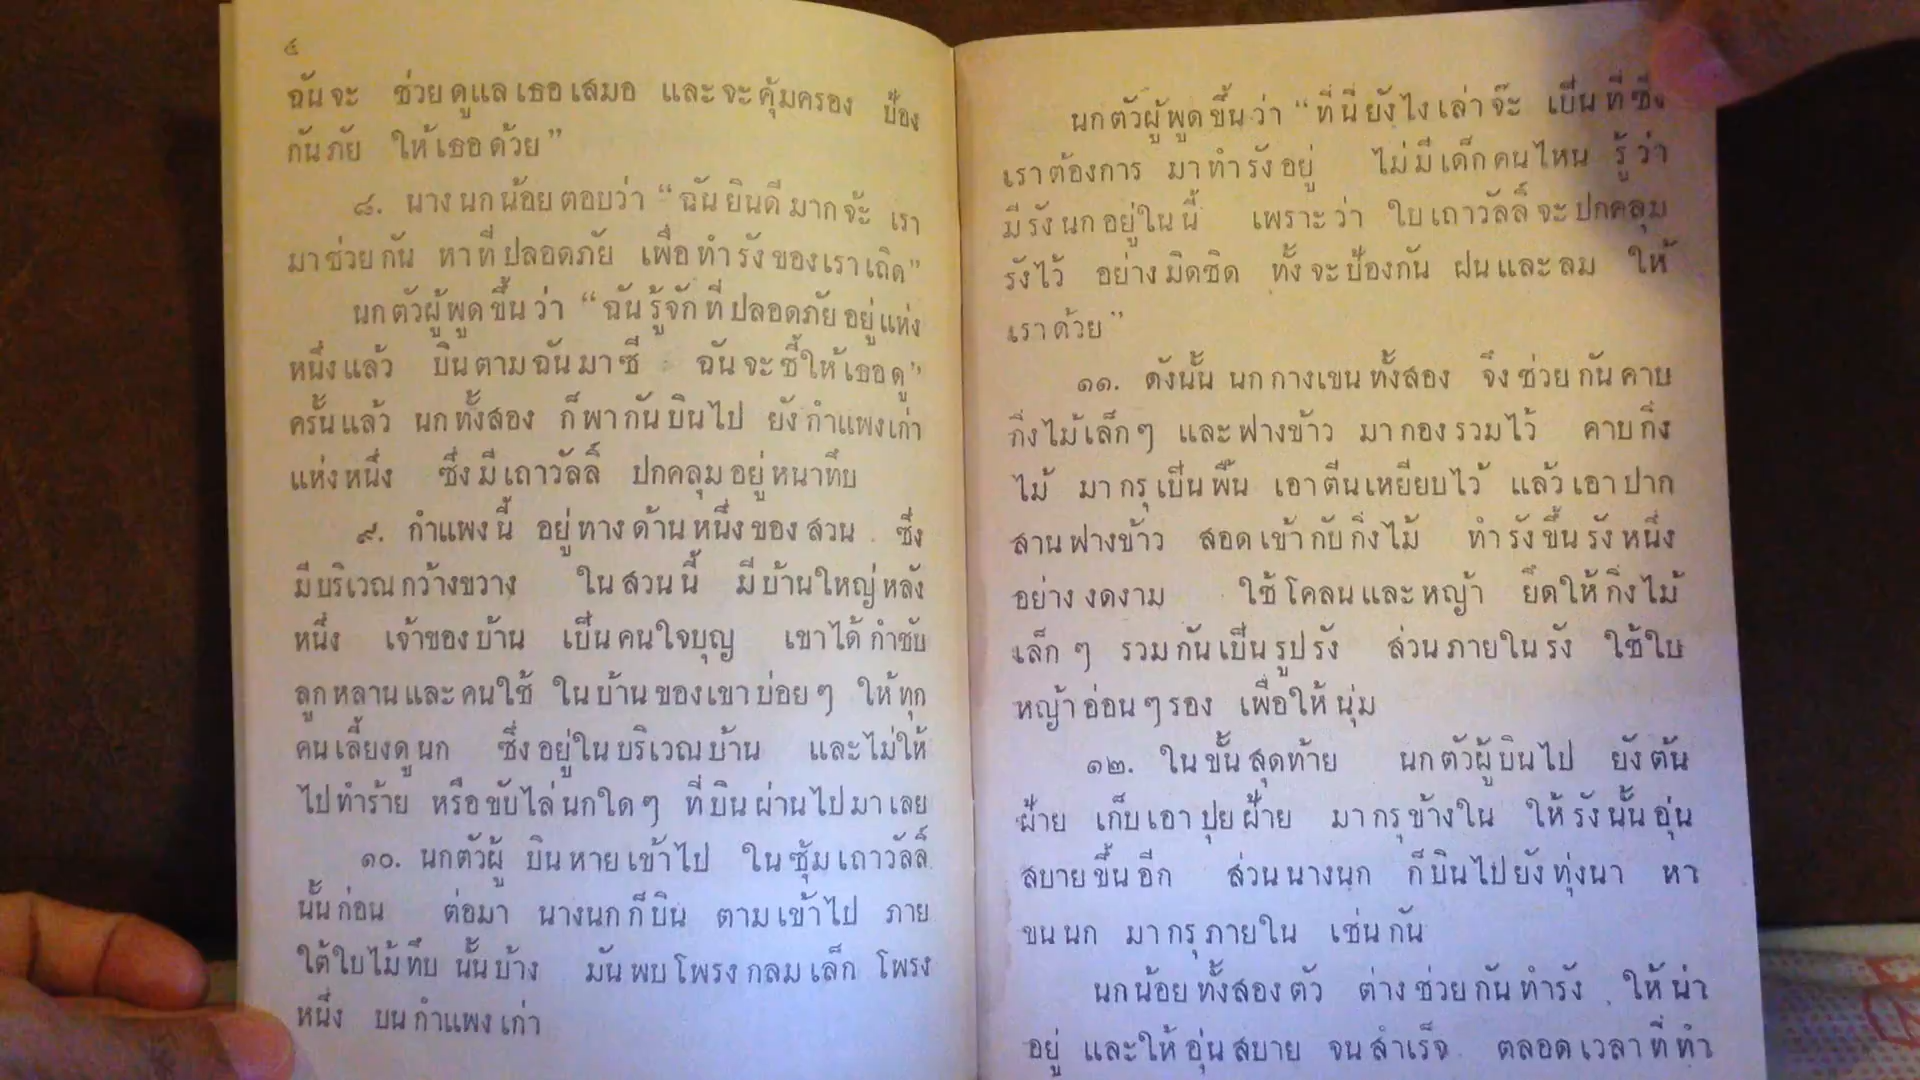 ๔
ฉันจะ ช่วยดูแลเธอเสมอ และจะคุ้มครอง ป้อง
กันภัย ให้เธอด้วย”
๘. นางนกน้อยตอบว่า “ฉันยินดีมากจ้ะ เรา
มาช่วยกัน หาที่ปลอดภัย เพื่อทำรังของเราเถิด”
นกตัวผู้พูดขึ้นว่า “ฉันรู้จักที่ปลอดภัยอยู่แห่ง
หนึ่งแล้ว บินตามฉันมาซี ฉันจะชี้ให้เธอดู”
ครั้นแล้ว นกทั้งสอง ก็พากันบินไป ยังกำแพงเก่า
แห่งหนึ่ง ซึ่งมีเถาวัลล์ ปกคลุมอยู่หนาทึบ
๙. กำแพงนี้ อยู่ทางด้านหนึ่งของสวน ซึ่ง
มีบริเวณกว้างขวาง ในสวนนี้ มีบ้านใหญ่หลัง
หนึ่ง เจ้าของบ้าน เป็นคนใจบุญ เขาได้กำชับ
ลูกหลานและคนใช้ ในบ้านของเขาบ่อยๆ ให้ทุก
คนเลี้ยงดูนก ซึ่งอยู่ในบริเวณบ้าน และไม่ให้
ไปทำร้าย หรือขับไล่นกใดๆ ที่บินผ่านไปมาเลย
๑๐. นกตัวผู้ บินหายเข้าไป ในซุ้มเถาวัลล์
นั้นก่อน ต่อมา นางนกก็บิน ตามเข้าไป ภาย
ใต้ใบไม้ทึบ นั้นบ้าง มันพบโพรงกลมเล็ก โพรง
หนึ่ง บนกำแพงเก่า
นกตัวผู้พูดขึ้นว่า “ที่นี่ยังไงเล่าจ๊ะ เป็นที่ซึ่ง
เราต้องการ มาทำรังอยู่ ไม่มีเด็กคนไหน รู้ว่า
มีรังนกอยู่ในนี้ เพราะว่า ใบเถาวัลล์จะปกคลุม
รังไว้ อย่างมิดชิด ทั้งจะป้องกัน ฝนและลม ให้
เราด้วย”
๑๑. ดังนั้น นกกางเขนทั้งสอง จึงช่วยกันคาบ
กิ่งไม้เล็กๆ และฟางข้าว มากองรวมไว้ คาบกิ่ง
ไม้ มากรุเป็นพื้น เอาตีนเหยียบไว้ แล้วเอาปาก
สานฟางข้าว สอดเข้ากับกิ่งไม้ ทำรังขึ้นรังหนึ่ง
อย่างงดงาม ใช้โคลนและหญ้า ยึดให้กิ่งไม้
เล็กๆ รวมกันเป็นรูปรัง ส่วนภายในรัง ใช้ใบ
หญ้าอ่อนๆรอง เพื่อให้นุ่ม
๑๒. ในขั้นสุดท้าย นกตัวผู้บินไป ยังต้น
ฝ้าย เก็บเอาปุยฝ้าย มากรุข้างใน ให้รังนั้นอุ่น
สบายขึ้นอีก ส่วนนางนก ก็บินไปยังทุ่งนา หา
ขนนก มากรุภายใน เช่นกัน
นกน้อยทั้งสองตัว ต่างช่วยกันทำรัง ให้น่า
อยู่ และให้อุ่นสบาย จนสำเร็จ ตลอดเวลาที่ทำ